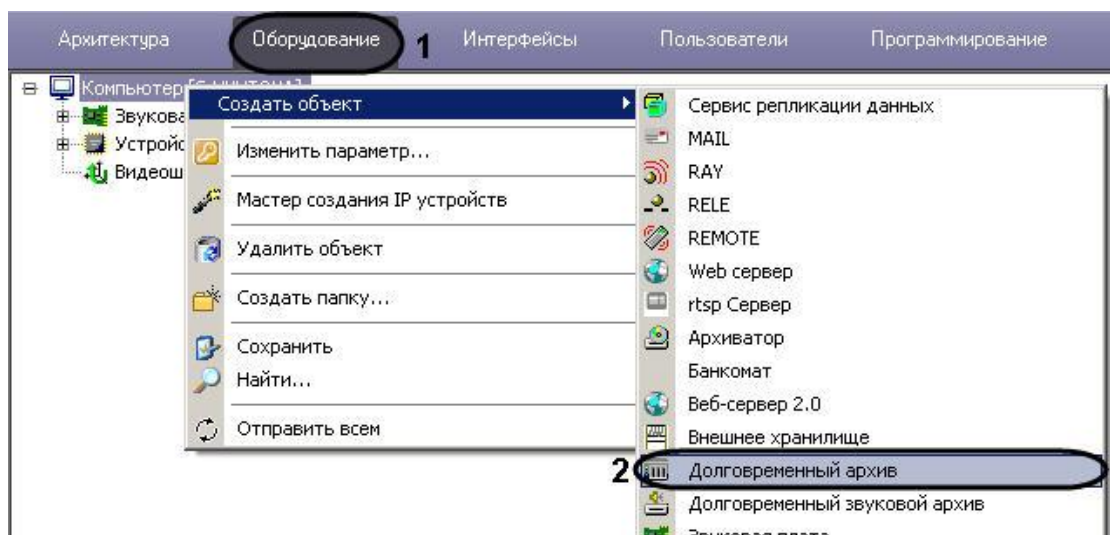 Архитектура Оборудование 1 Интерфейсы Пользователи Программирование
Компьютер
Звукова
Устройс
Видеош
Создать объект
Изменить параметр...
Мастер создания IP устройств
Удалить объект
Создать папку...
Сохранить
Найти...
Отправить всем
Сервис репликации данных
MAIL
RAY
RELE
REMOTE
Web сервер
rtsp Сервер
Архиватор
Банкомат
Веб-сервер 2.0
Внешнее хранилище
2 Долговременный архив
Долговременный звуковой архив
Звуковая плата